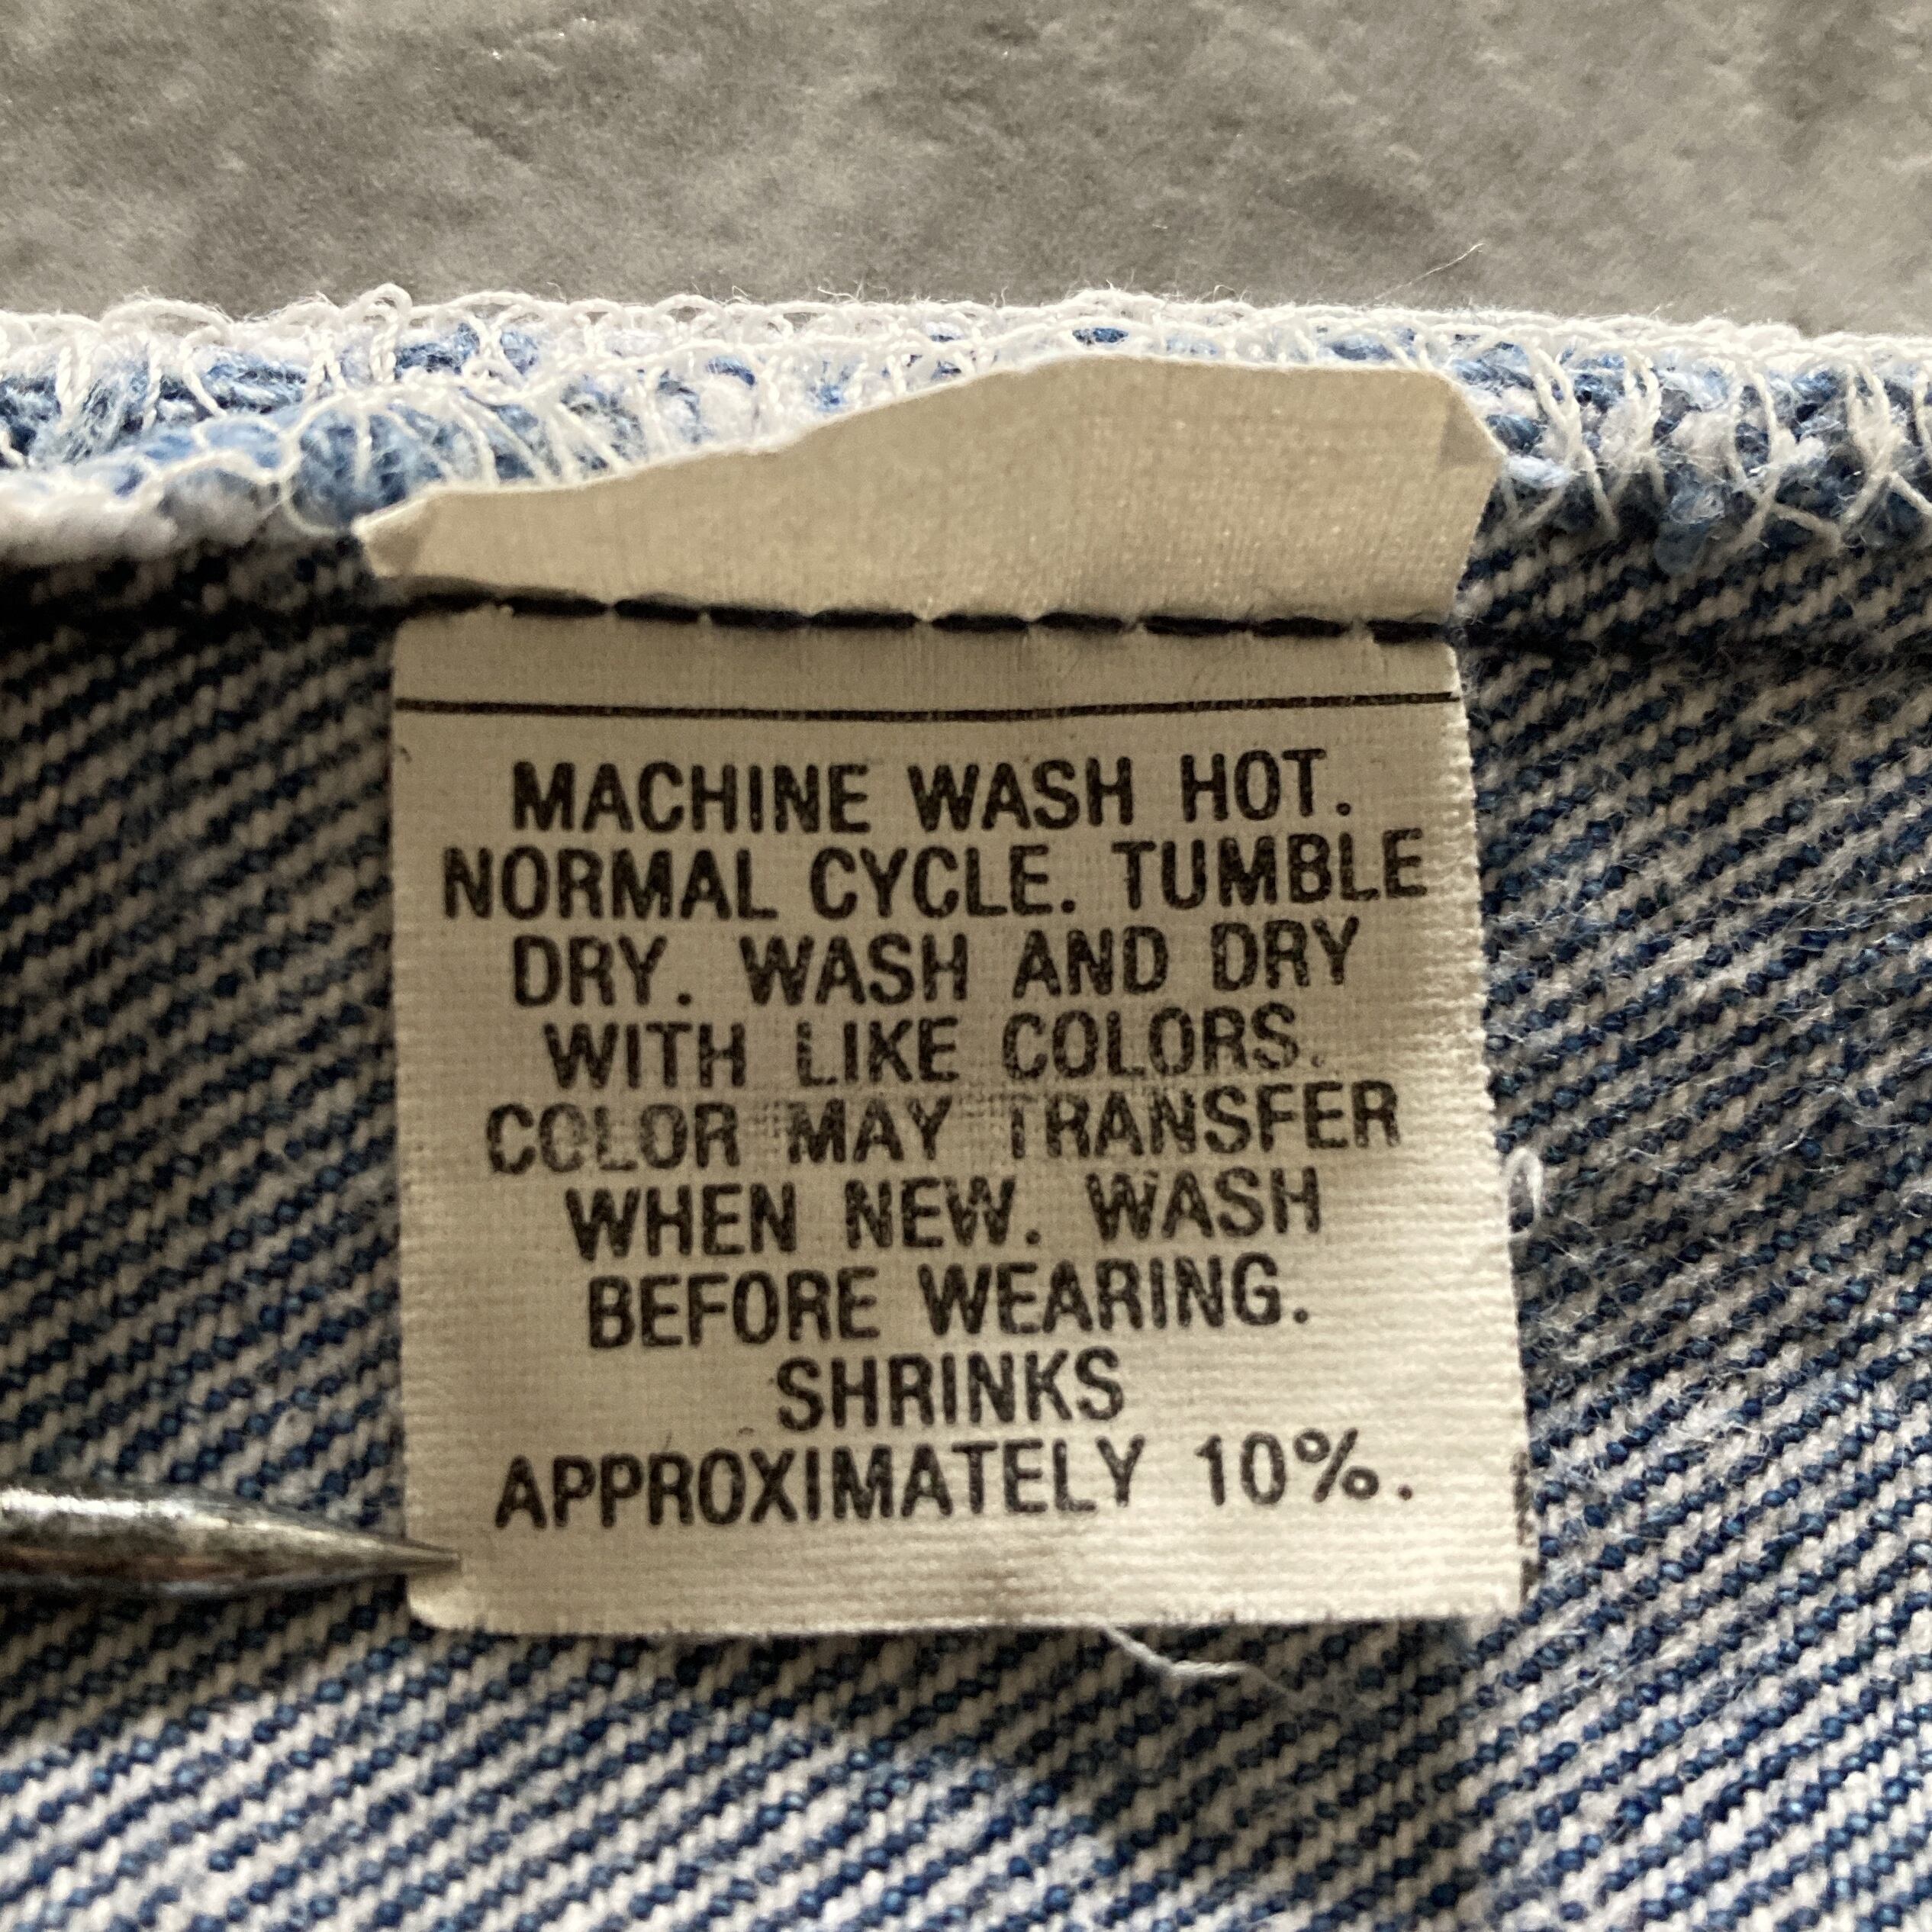 MACHINE WASH HOT.
NORMAL CYCLE. TUMBLE
DRY. WASH AND DRY
WITH LIKE COLORS.
COLOR MAY TRANSFER
WHEN NEW. WASH
BEFORE WEARING.
SHRINKS
APPROXIMATELY 10%.